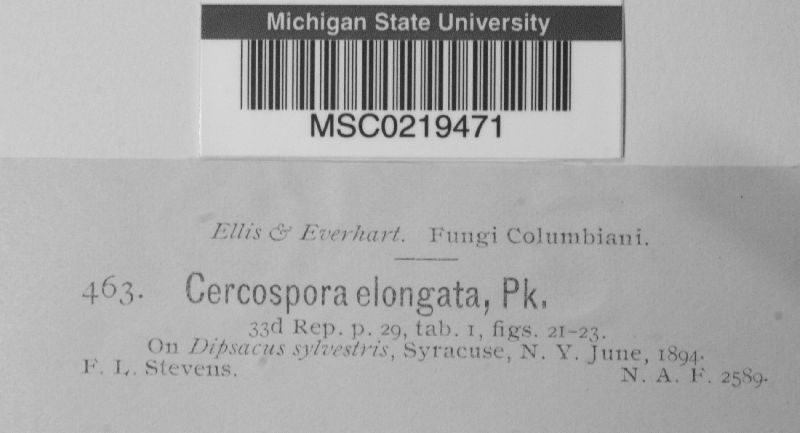 Michigan State University
MSC0219471
Ellis & Everhart. Fungi Columbiani.
463. Cercospora elongata, Pk.
33d Rep. p. 29, tab. 1, figs. 21-23.
On Dipsacus sylvestris, Syracuse, N. Y. June, 1894.
F. L. Stevens. N. A. F. 2589.